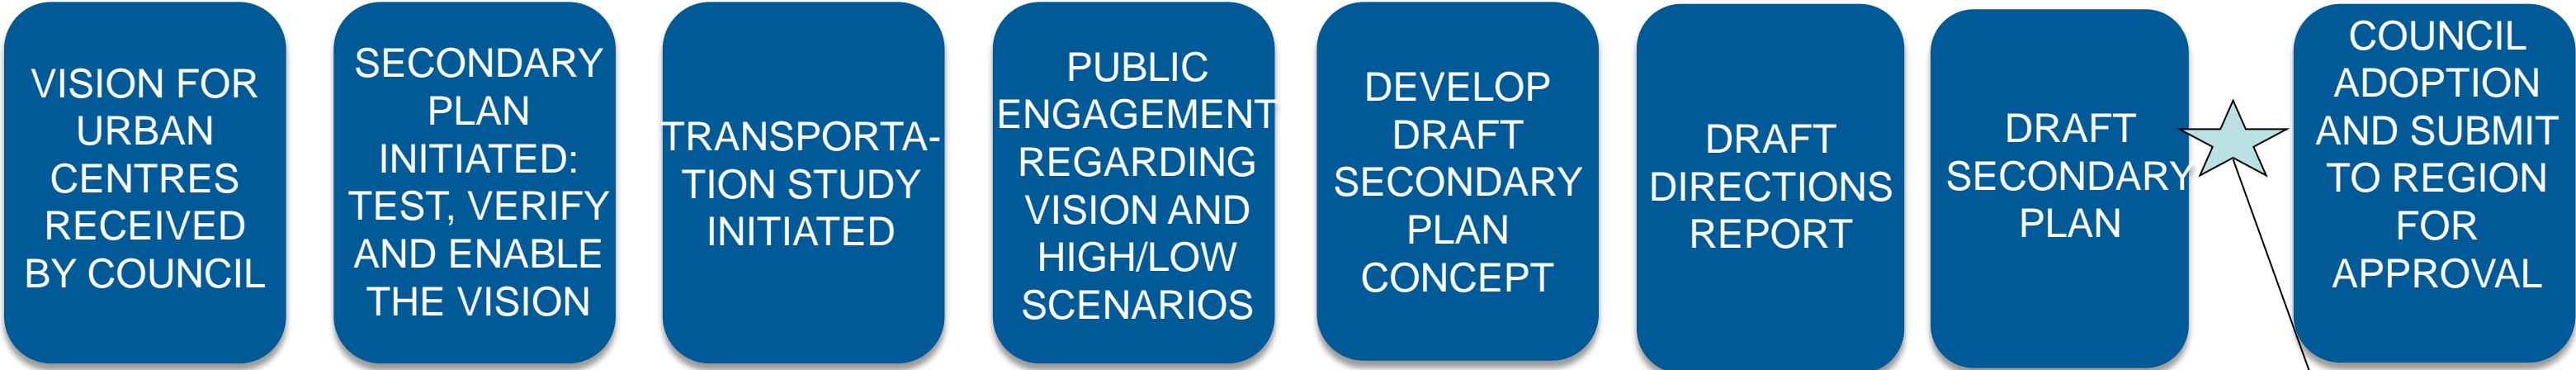 VISION FOR
URBAN
CENTRES
RECEIVED
BY COUNCIL
SECONDARY
PLAN
INITIATED:
TEST, VERIFY
AND ENABLE
THE VISION
TRANSPORTA-
TION STUDY
INITIATED
PUBLIC
ENGAGEMENT
REGARDING
VISION AND
HIGH/LOW
SCENARIOS
DEVELOP
DRAFT
SECONDARY
PLAN
CONCEPT
DRAFT
DIRECTIONS
REPORT
DRAFT
SECONDARY
PLAN
COUNCIL
ADOPTION
AND SUBMIT
TO REGION
FOR
APPROVAL